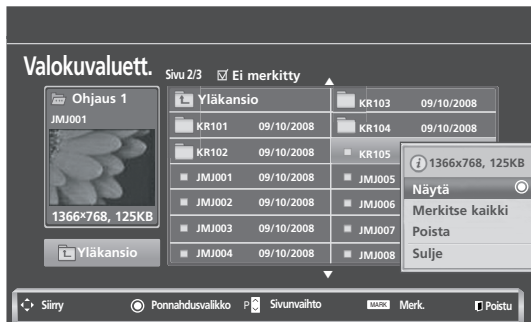 Valokuvaluett. Sivu 2/3 Ei merkitty
Ohjaus 1
JMJ001
1366×768, 125KB
Yläkansio
Yläkansio
KR101 09/10/2008
KR102 09/10/2008
JMJ001 09/10/2008
JMJ002 09/10/2008
JMJ003 09/10/2008
JMJ004 09/10/2008
KR103 09/10/2008
KR104 09/10/2008
KR105
JMJ005
JMJ006
JMJ007
JMJ008
i 1366x768, 125KB
Näytä
Merkitse kaikki
Poista
Sulje
Siirry Ponnahdusvalikko P Sivunvaihto MARK Merk. Poistu